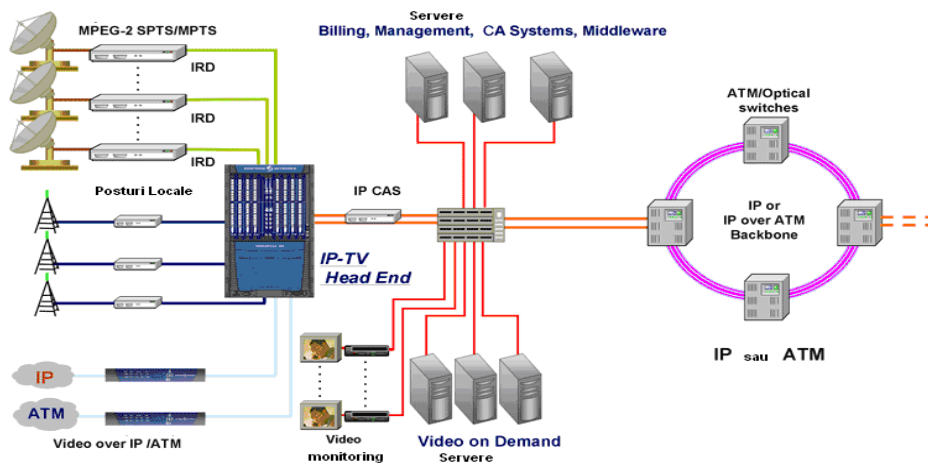 MPEG-2 SPTS/MPTS
IRD
IRD
IRD
Posturi Locale
IP
ATM
Video over IP /ATM
IP-TV
Head End
IP CAS
Servere
Billing, Management, CA Systems, Middleware
Video
monitoring
Video on Demand
Servere
ATM/Optical
switches
IP or
IP over ATM
Backbone
IP sau ATM